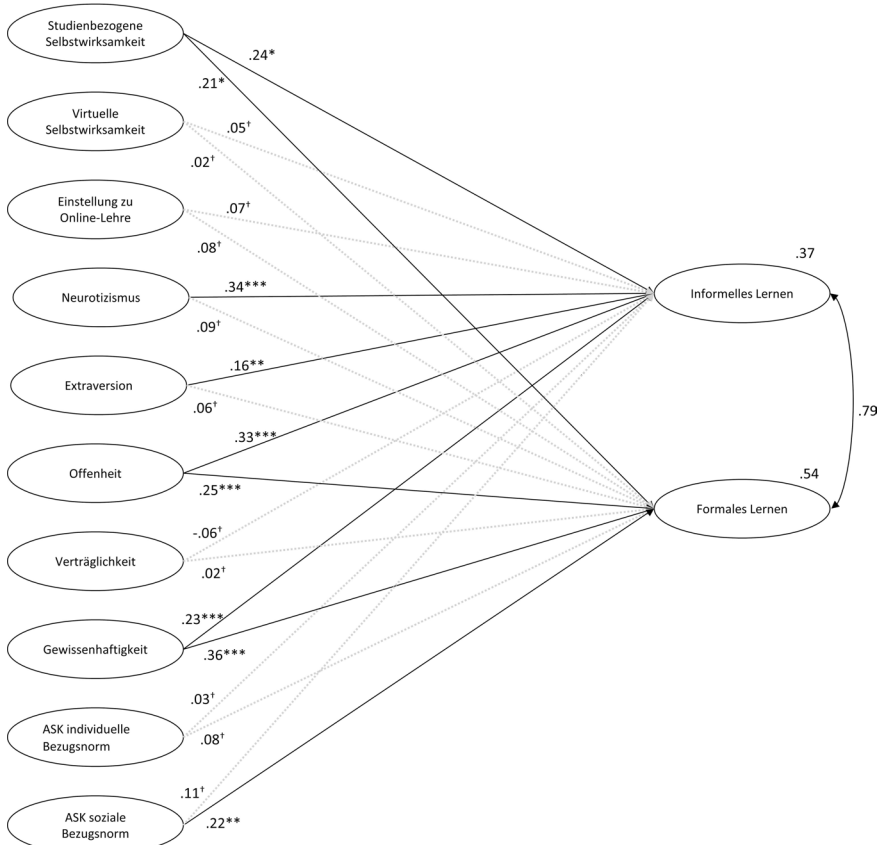 Studienbezogene
Selbstwirksamkeit
.24*
.21*
Virtuelle
Selbstwirksamkeit
.05†
.02†
Einstellung zu
Online-Lehre
.07†
.08†
.37
Neurotizismus
.34***
Informelles Lernen
.09†
Extraversion
.16**
.06†
.79
.33***
Offenheit
.25***
.54
Formales Lernen
-.06†
Verträglichkeit
.02†
.23***
Gewissenhaftigkeit
.36***
.03†
ASK individuelle
Bezugsnorm
.08†
.11†
ASK soziale
Bezugsnorm
.22**